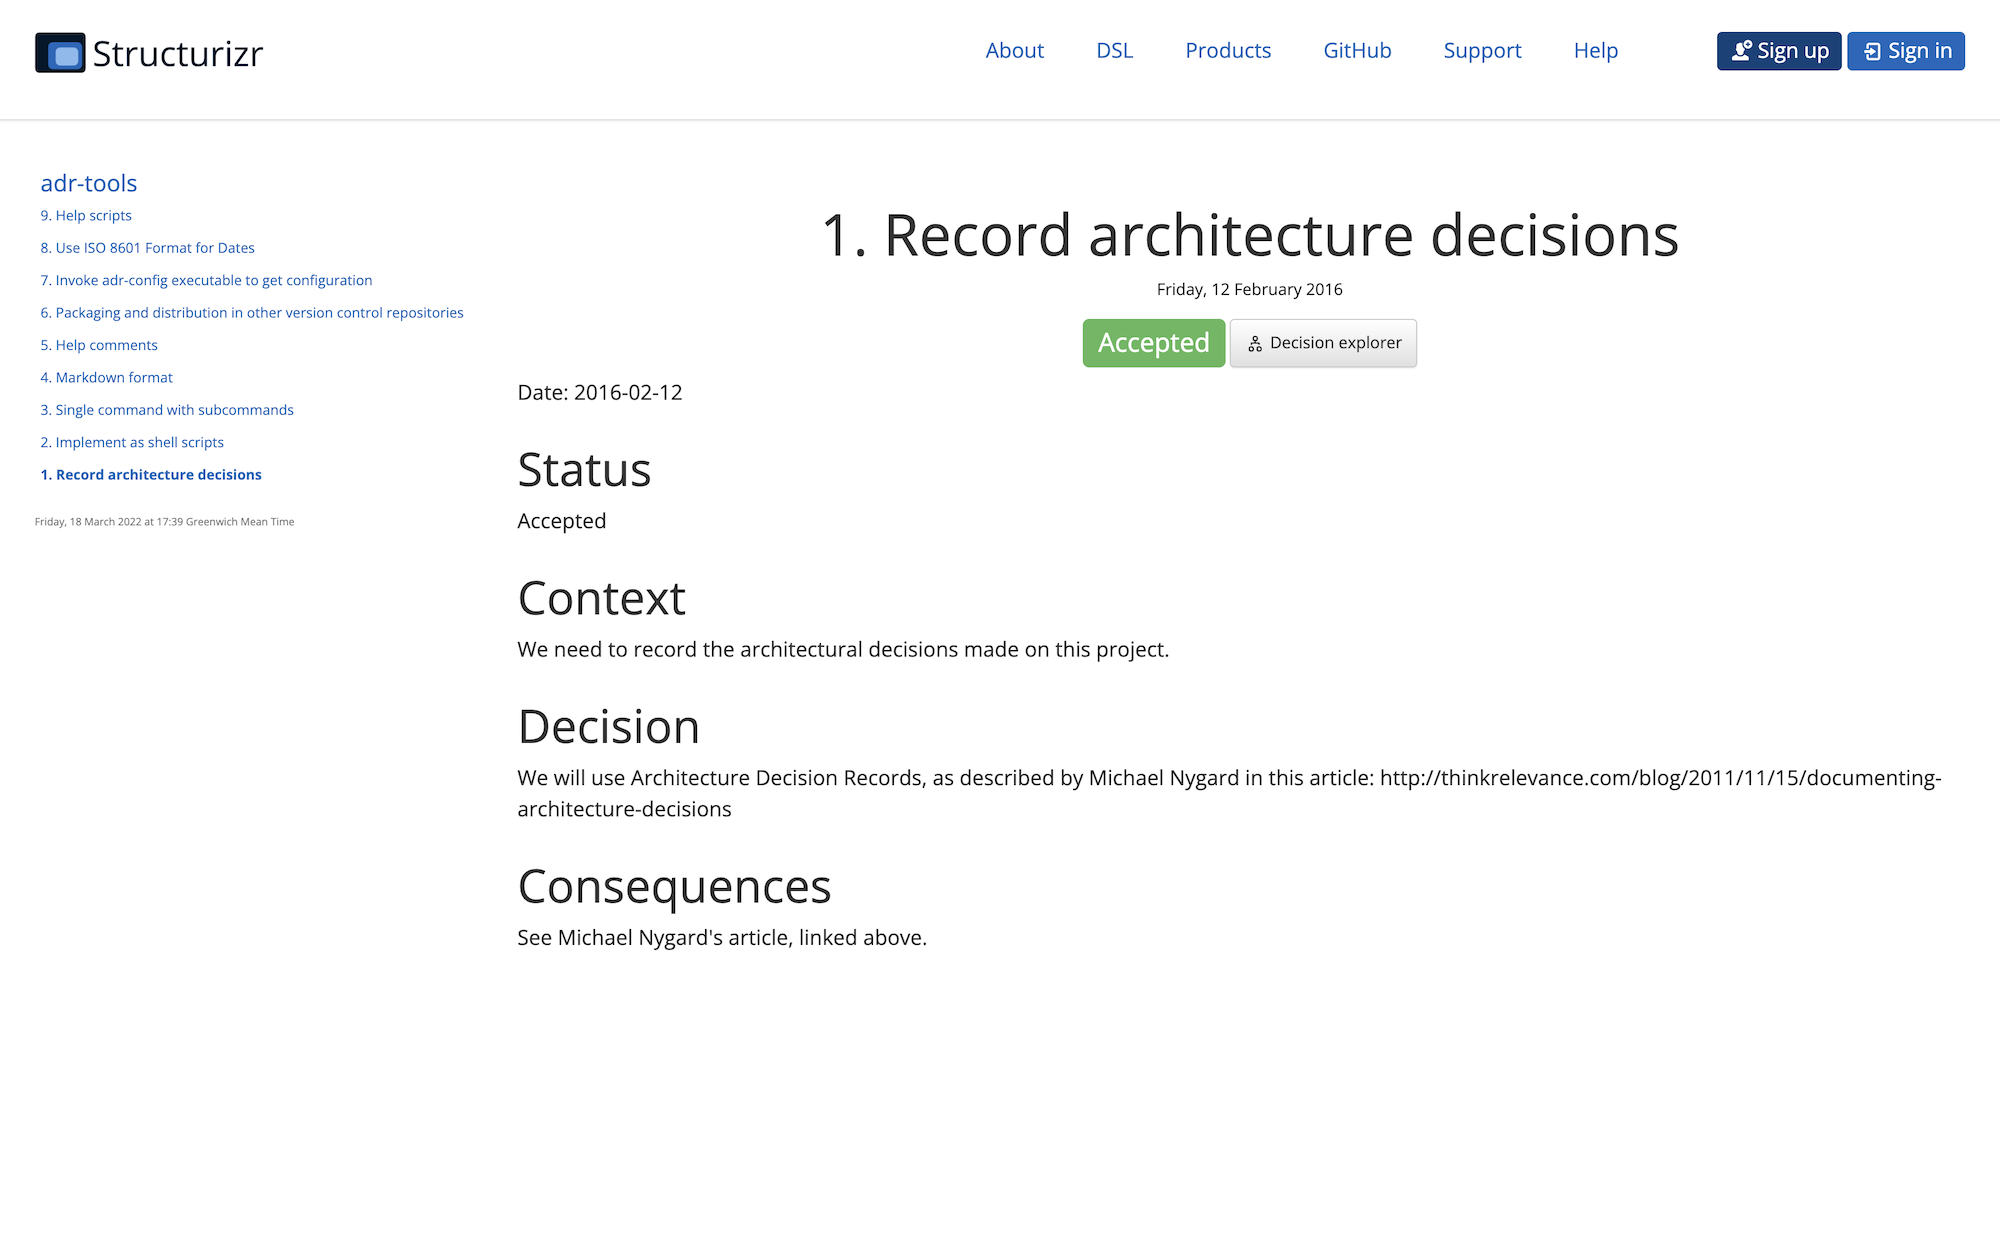 Structurizr
About DSL Products GitHub Support Help Sign up Sign in
adr-tools
9. Help scripts
8. Use ISO 8601 Format for Dates
7. Invoke adr-config executable to get configuration
6. Packaging and distribution in other version control repositories
5. Help comments
4. Markdown format
3. Single command with subcommands
2. Implement as shell scripts
1. Record architecture decisions
Friday, 18 March 2022 at 17:39 Greenwich Mean Time
1. Record architecture decisions
Friday, 12 February 2016
Accepted Decision explorer
Date: 2016-02-12
Status
Accepted
Context
We need to record the architectural decisions made on this project.
Decision
We will use Architecture Decision Records, as described by Michael Nygard in this article: http://thinkrelevance.com/blog/2011/11/15/documenting-
architecture-decisions
Consequences
See Michael Nygard's article, linked above.